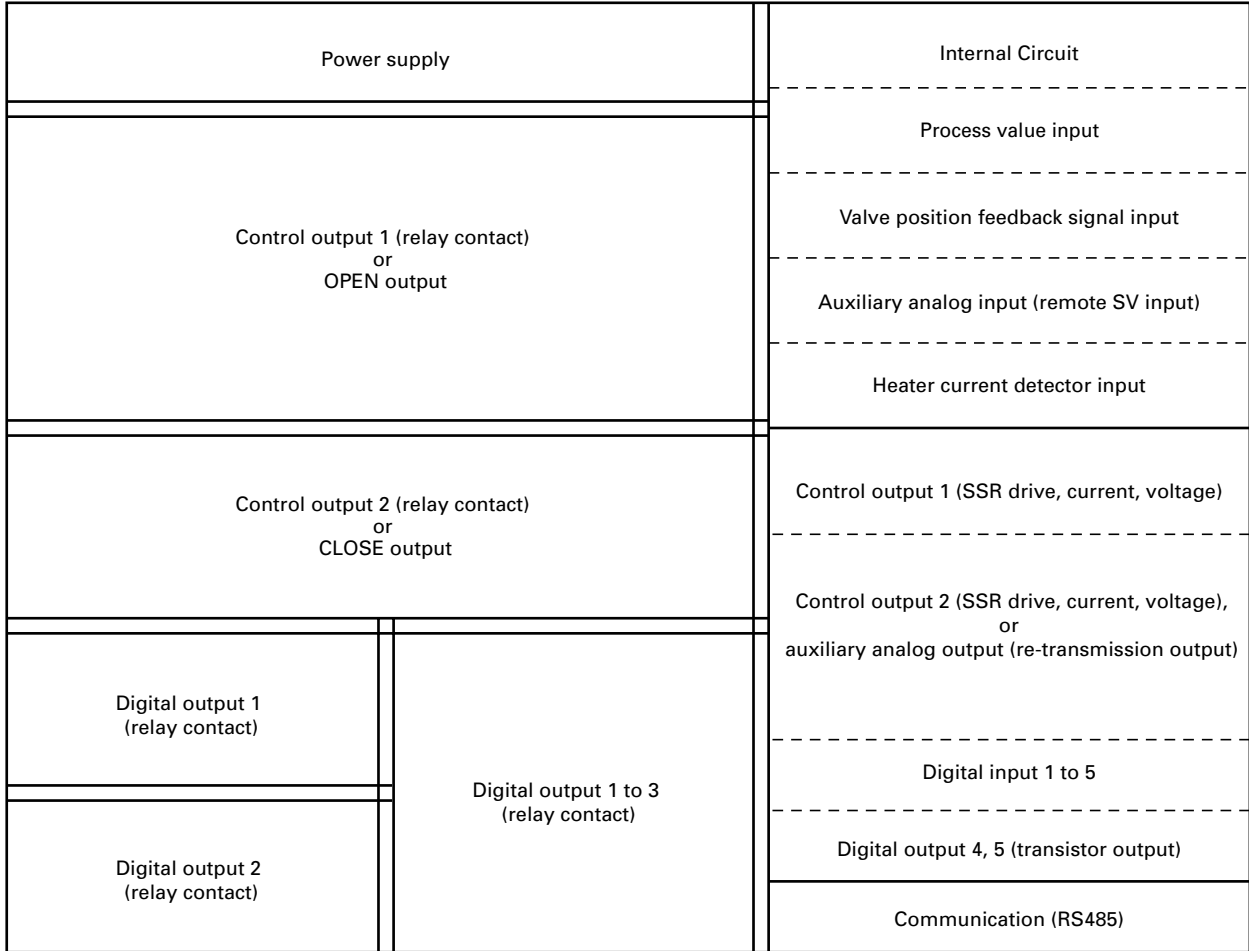 Power supply
Control output 1 (relay contact)
or
OPEN output
Control output 2 (relay contact)
or
CLOSE output
Digital output 1
(relay contact)
Digital output 2
(relay contact)
Digital output 1 to 3
(relay contact)
Internal Circuit
Process value input
Valve position feedback signal input
Auxiliary analog input (remote SV input)
Heater current detector input
Control output 1 (SSR drive, current, voltage)
Control output 2 (SSR drive, current, voltage),
or
auxiliary analog output (re-transmission output)
Digital input 1 to 5
Digital output 4, 5 (transistor output)
Communication (RS485)